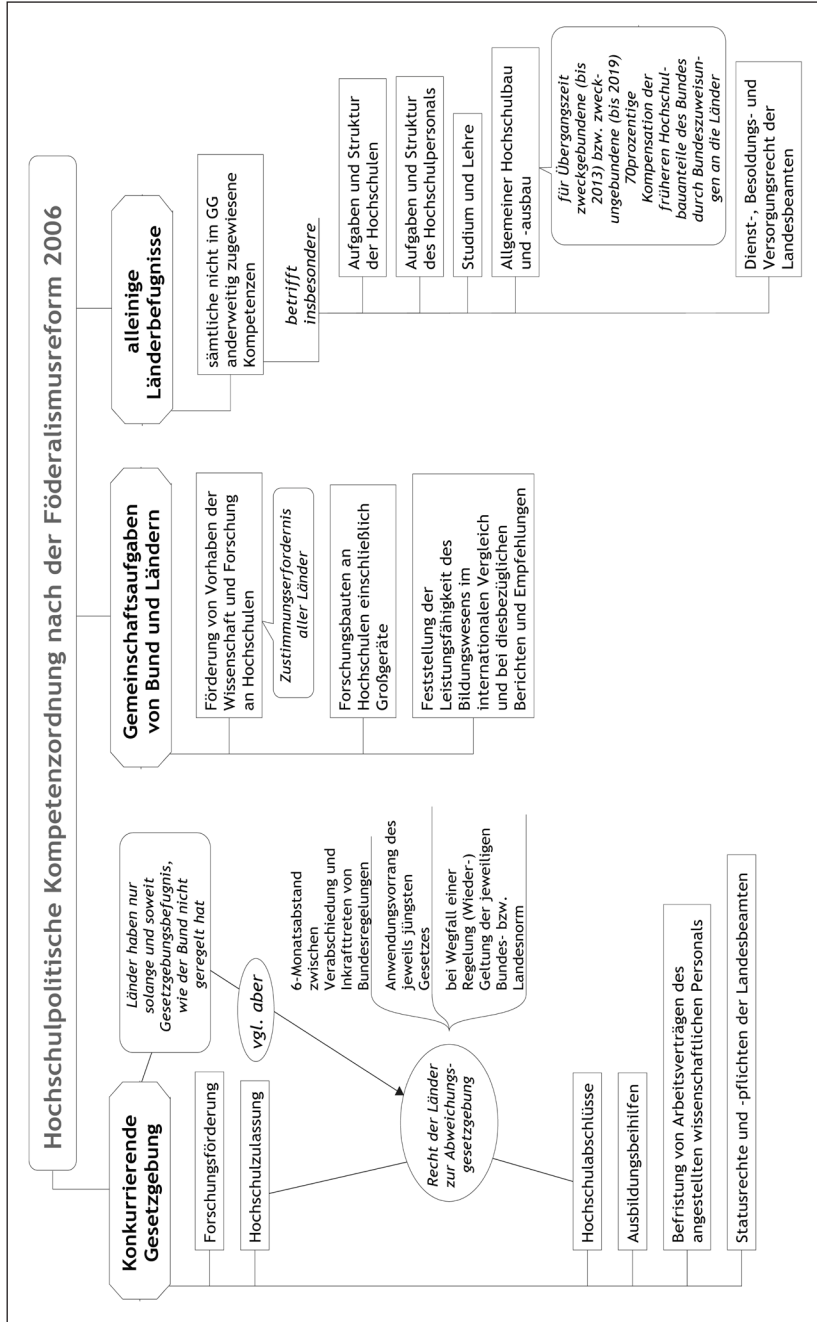 Hochschulpolitische Kompetenzordnung nach der Föderalismusreform 2006
Konkurrierende
Gesetzgebung
Länder haben nur
solange und soweit
Gesetzgebungsbefugnis,
wie der Bund nicht
geregelt hat
vgl. aber
Forschungsförderung
Hochschulzulassung
Recht der Länder
zur Abweichungs-
gesetzgebung
6-Monatsabstand
zwischen
Verabschiedung und
Inkrafttreten von
Bundesregelungen
Anwendungsvorrang des
jeweils jüngsten
Gesetzes
bei Wegfall einer
Regelung (Wieder-)
Geltung der jeweiligen
Bundes- bzw.
Landesnorm
Hochschulabschlüsse
Ausbildungsbeihilfen
Befristung von Arbeitsverträgen des
angestellten wissenschaftlichen Personals
Statusrechte und -pflichten der Landesbeamten
Gemeinschaftsaufgaben
von Bund und Ländern
Förderung von Vorhaben der
Wissenschaft und Forschung
an Hochschulen
Zustimmungserfordernis
aller Länder
Forschungsbauten an
Hochschulen einschließlich
Großgeräte
Feststellung der
Leistungsfähigkeit des
Bildungswesens im
internationalen Vergleich
und bei diesbezüglichen
Berichten und Empfehlungen
alleinige
Länderbefugnisse
sämtliche nicht im GG
anderweitig zugewiesene
Kompetenzen
betrifft
insbesondere
Aufgaben und Struktur
der Hochschulen
Aufgaben und Struktur
des Hochschulpersonals
Studium und Lehre
Allgemeiner Hochschulbau
und -ausbau
für Übergangszeit
zweckgebundene (bis
2013) bzw. zweck-
ungebundene (bis 2019)
70prozentige
Kompensation der
früheren Hochschul-
bauanteile des Bundes
durch Bundeszuweisun-
gen an die Länder
Dienst-, Besoldungs- und
Versorgungsrecht der
Landesbeamten